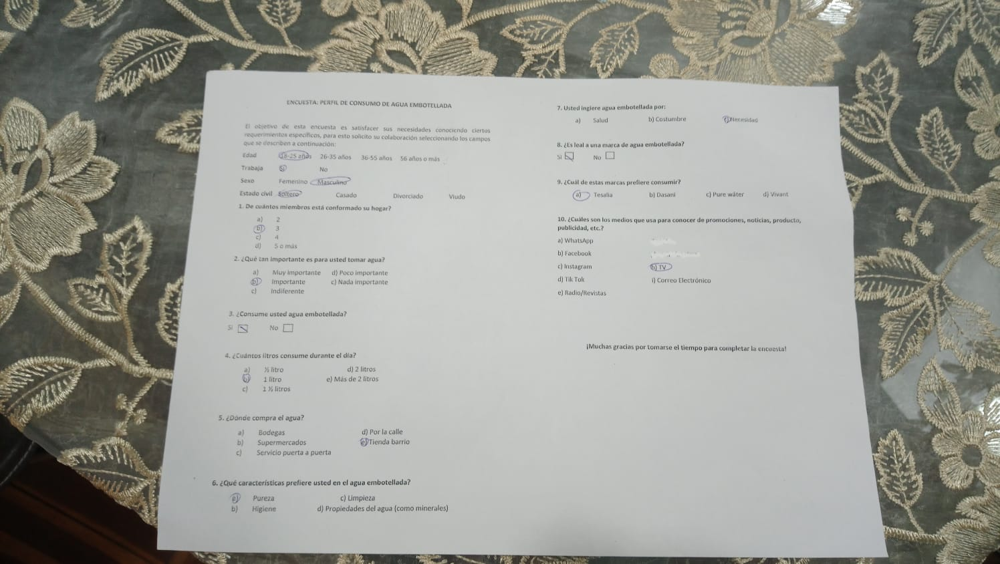 ENCUESTA: PERFIL DE CONSUMO DE AGUA EMBOTELLADA
El objetivo de esta encuesta es satisfacer sus necesidades conociendo ciertos
requerimientos específicos, para esto solicito su colaboración seleccionando los campos
que se describen a continuación:
Edad 18-25 años 26-35 años 36-55 años 56 años o más
Trabaja Si No
Sexo Femenino Masculino
Estado civil Soltero Casado Divorciado Viudo
1. De cuántos miembros está conformado su hogar?
a) 2
b) 3
c) 4
d) 5 o más
2. ¿Qué tan importante es para usted tomar agua?
a) Muy importante d) Poco importante
b) Importante c) Nada importante
c) Indiferente
3. ¿Consume usted agua embotellada?
Si No
4. ¿Cuántos litros consume durante el día?
a) ½ litro d) 2 litros
b) 1 litro e) Más de 2 litros
c) 1 ½ litros
5. ¿Dónde compra el agua?
a) Bodegas d) Por la calle
b) Supermercados e) Tienda barrio
c) Servicio puerta a puerta
6. ¿Qué características prefiere usted en el agua embotellada?
a) Pureza c) Limpieza
b) Higiene d) Propiedades del agua (como minerales)
7. Usted ingiere agua embotellada por:
a) Salud b) Costumbre c) Necesidad
8. ¿Es leal a una marca de agua embotellada?
Si No
9. ¿Cuál de estas marcas prefiere consumir?
a) Tesalia b) Dasani c) Pure wáter d) Vivant
10. ¿Cuáles son los medios que usa para conocer de promociones, noticias, producto,
publicidad, etc.?
a) WhatsApp
b) Facebook
c) Instagram h) TV
d) Tik Tok i) Correo Electrónico
e) Radio/Revistas
¡Muchas gracias por tomarse el tiempo para completar la encuesta!